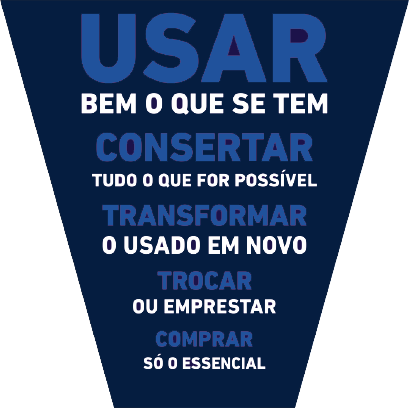 USAR
BEM O QUE SE TEM
CONSERTAR
TUDO O QUE FOR POSSÍVEL
TRANSFORMAR
O USADO EM NOVO
TROCAR
OU EMPRESTAR
COMPRAR
SÓ O ESSENCIAL